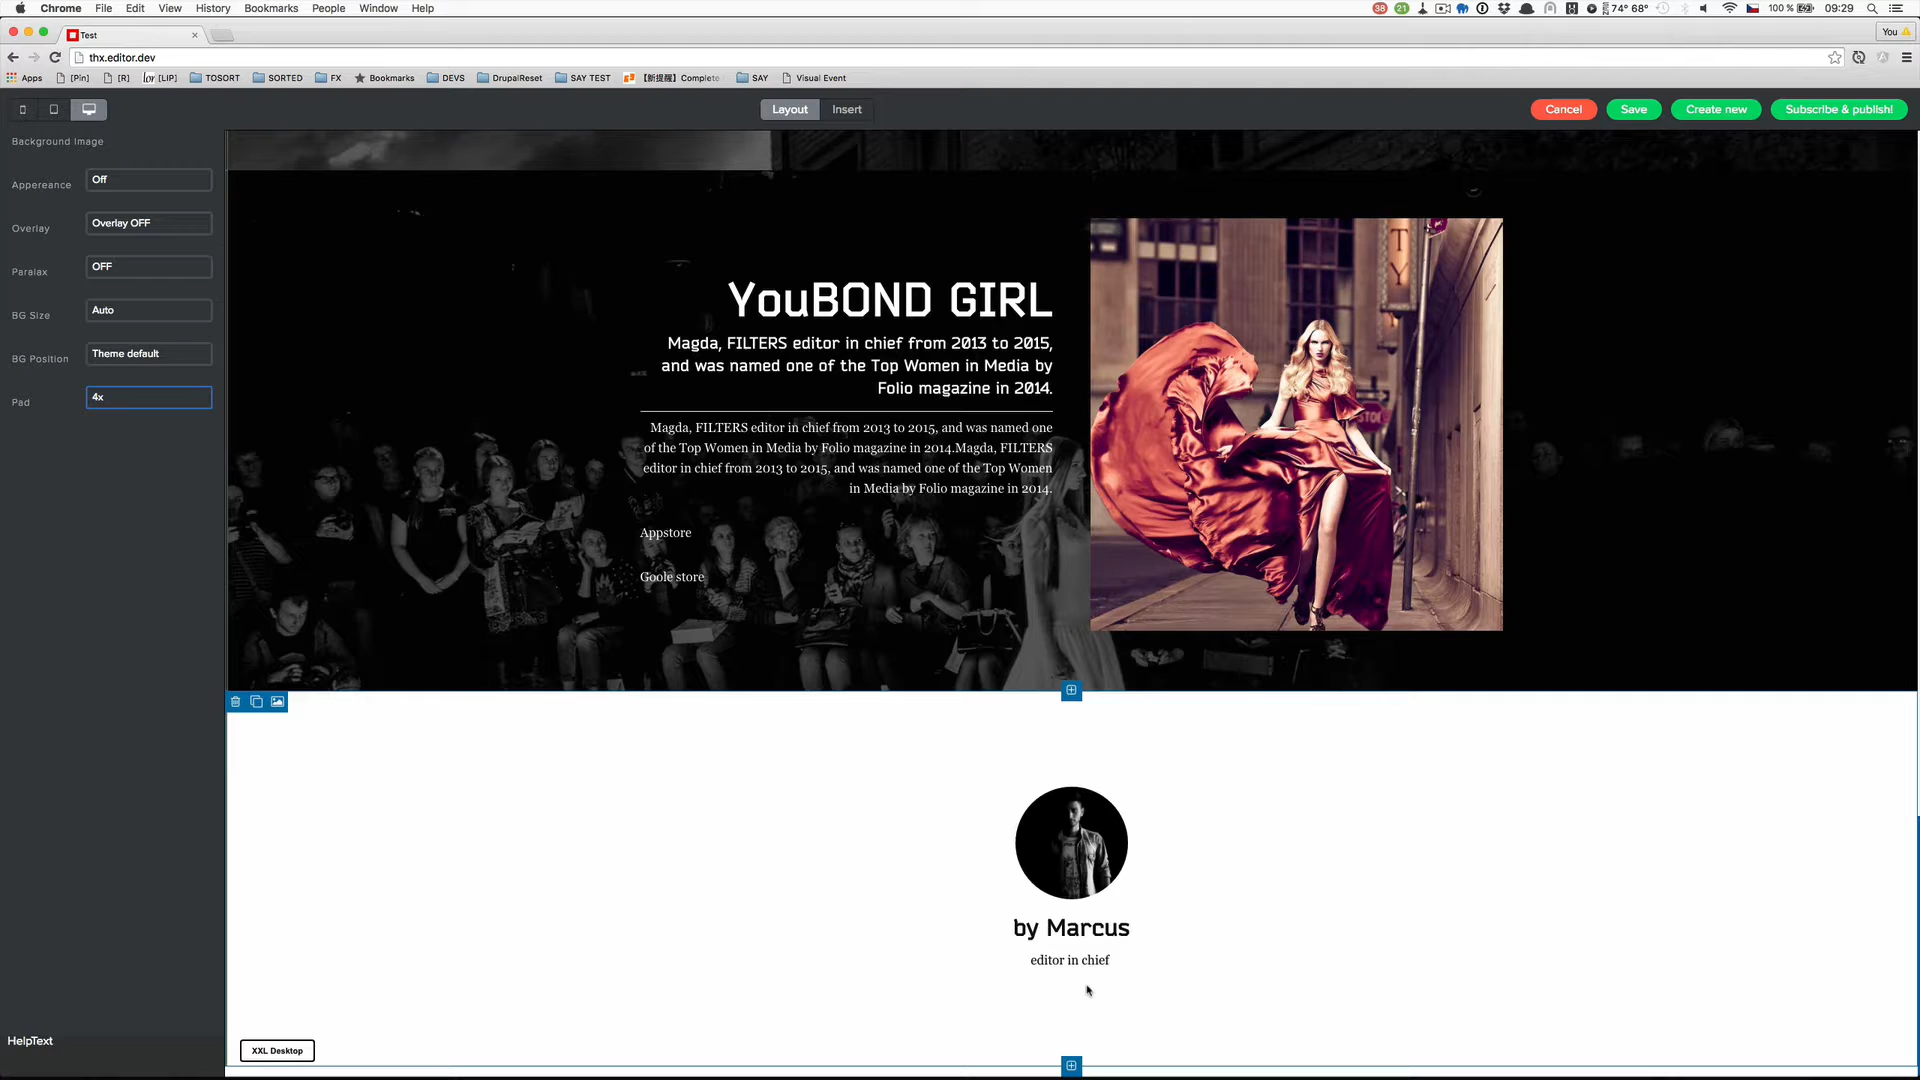 Chrome File Edit View History Bookmarks People Window Help
38 21 74° 68° 100 % 09:29
Test You
thx.editor.dev
Apps [Pin] [R] [LIP] TOSORT SORTED FX Bookmarks DEVS DrupalReset SAY TEST 【新提醒】Complete SAY Visual Event
Layout Insert Cancel Save Create new Subscribe & publish!
Background Image
Appereance Off
Overlay Overlay OFF
Paralax OFF
BG Size Auto
BG Position Theme default
Pad 4x
YouBOND GIRL
Magda, FILTERS editor in chief from 2013 to 2015,
and was named one of the Top Women in Media by
Folio magazine in 2014.
Magda, FILTERS editor in chief from 2013 to 2015, and was named one
of the Top Women in Media by Folio magazine in 2014.Magda, FILTERS
editor in chief from 2013 to 2015, and was named one of the Top Women
in Media by Folio magazine in 2014.
Appstore
Goole store
T
Y
by Marcus
editor in chief
HelpText
XXL Desktop